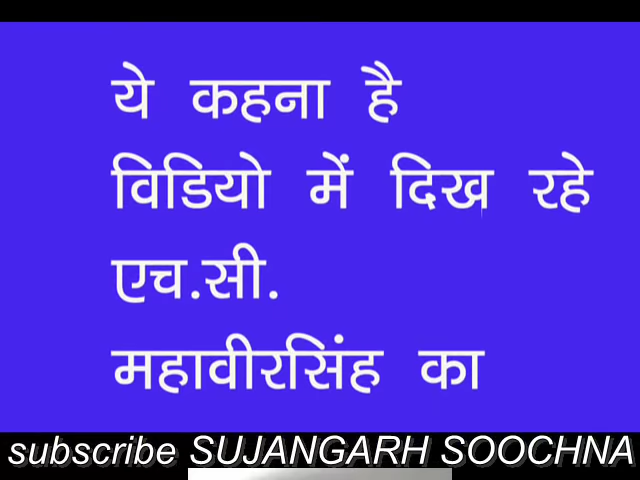 ये कहना है
विडियो में दिख रहे
एच.सी.
महावीरसिंह का
subscribe SUJANGARH SOOCHNA